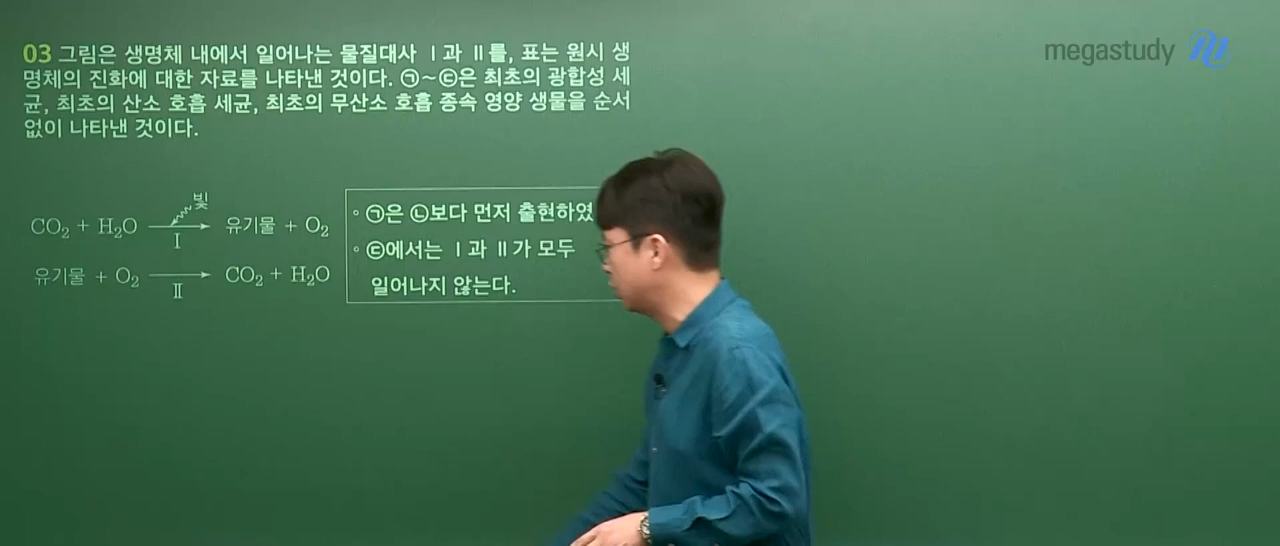 03 그림은 생명체 내에서 일어나는 물질대사 Ⅰ과 Ⅱ를, 표는 원시 생
명체의 진화에 대한 자료를 나타낸 것이다. ㉠~㉢은 최초의 광합성 세
균, 최초의 산소 호흡 세균, 최초의 무산소 호흡 종속 영양 생물을 순서
없이 나타낸 것이다.
빛
CO₂ + H₂O → 유기물 + O₂
Ⅰ
유기물 + O₂ → CO₂ + H₂O
Ⅱ
◦ ㉠은 ㉡보다 먼저 출현하였
◦ ㉢에서는 Ⅰ과 Ⅱ가 모두
일어나지 않는다.
megastudy